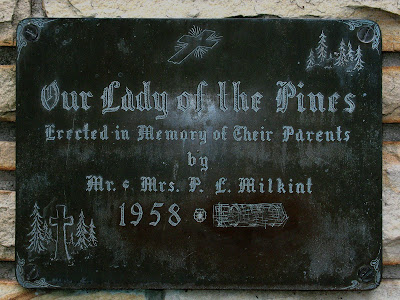 Our Lady of the Pines
Erected in Memory of Their Parents
by
Mr. & Mrs. P. L. Milkint
1958